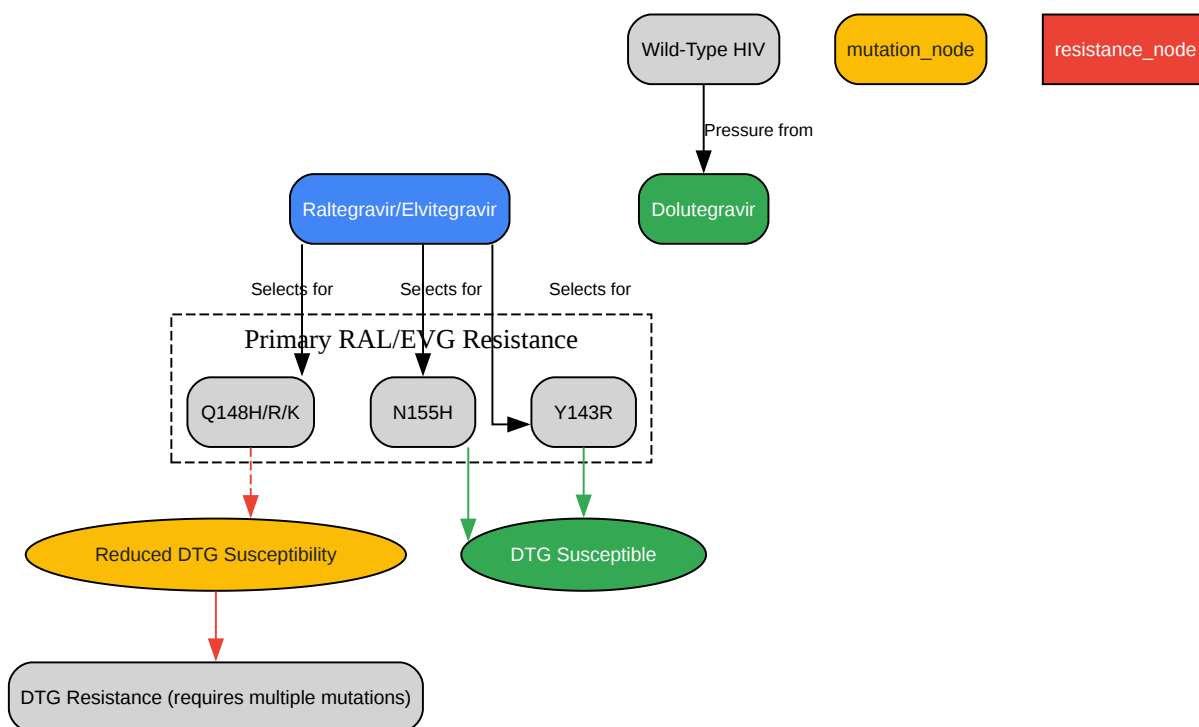 Wild-Type HIV
mutation_node
resistance_node
Pressure from
Raltegravir/Elvitegravir
Dolutegravir
Selects for
Selects for
Selects for
Primary RAL/EVG Resistance
Q148H/R/K
N155H
Y143R
Reduced DTG Susceptibility
DTG Susceptible
DTG Resistance (requires multiple mutations)